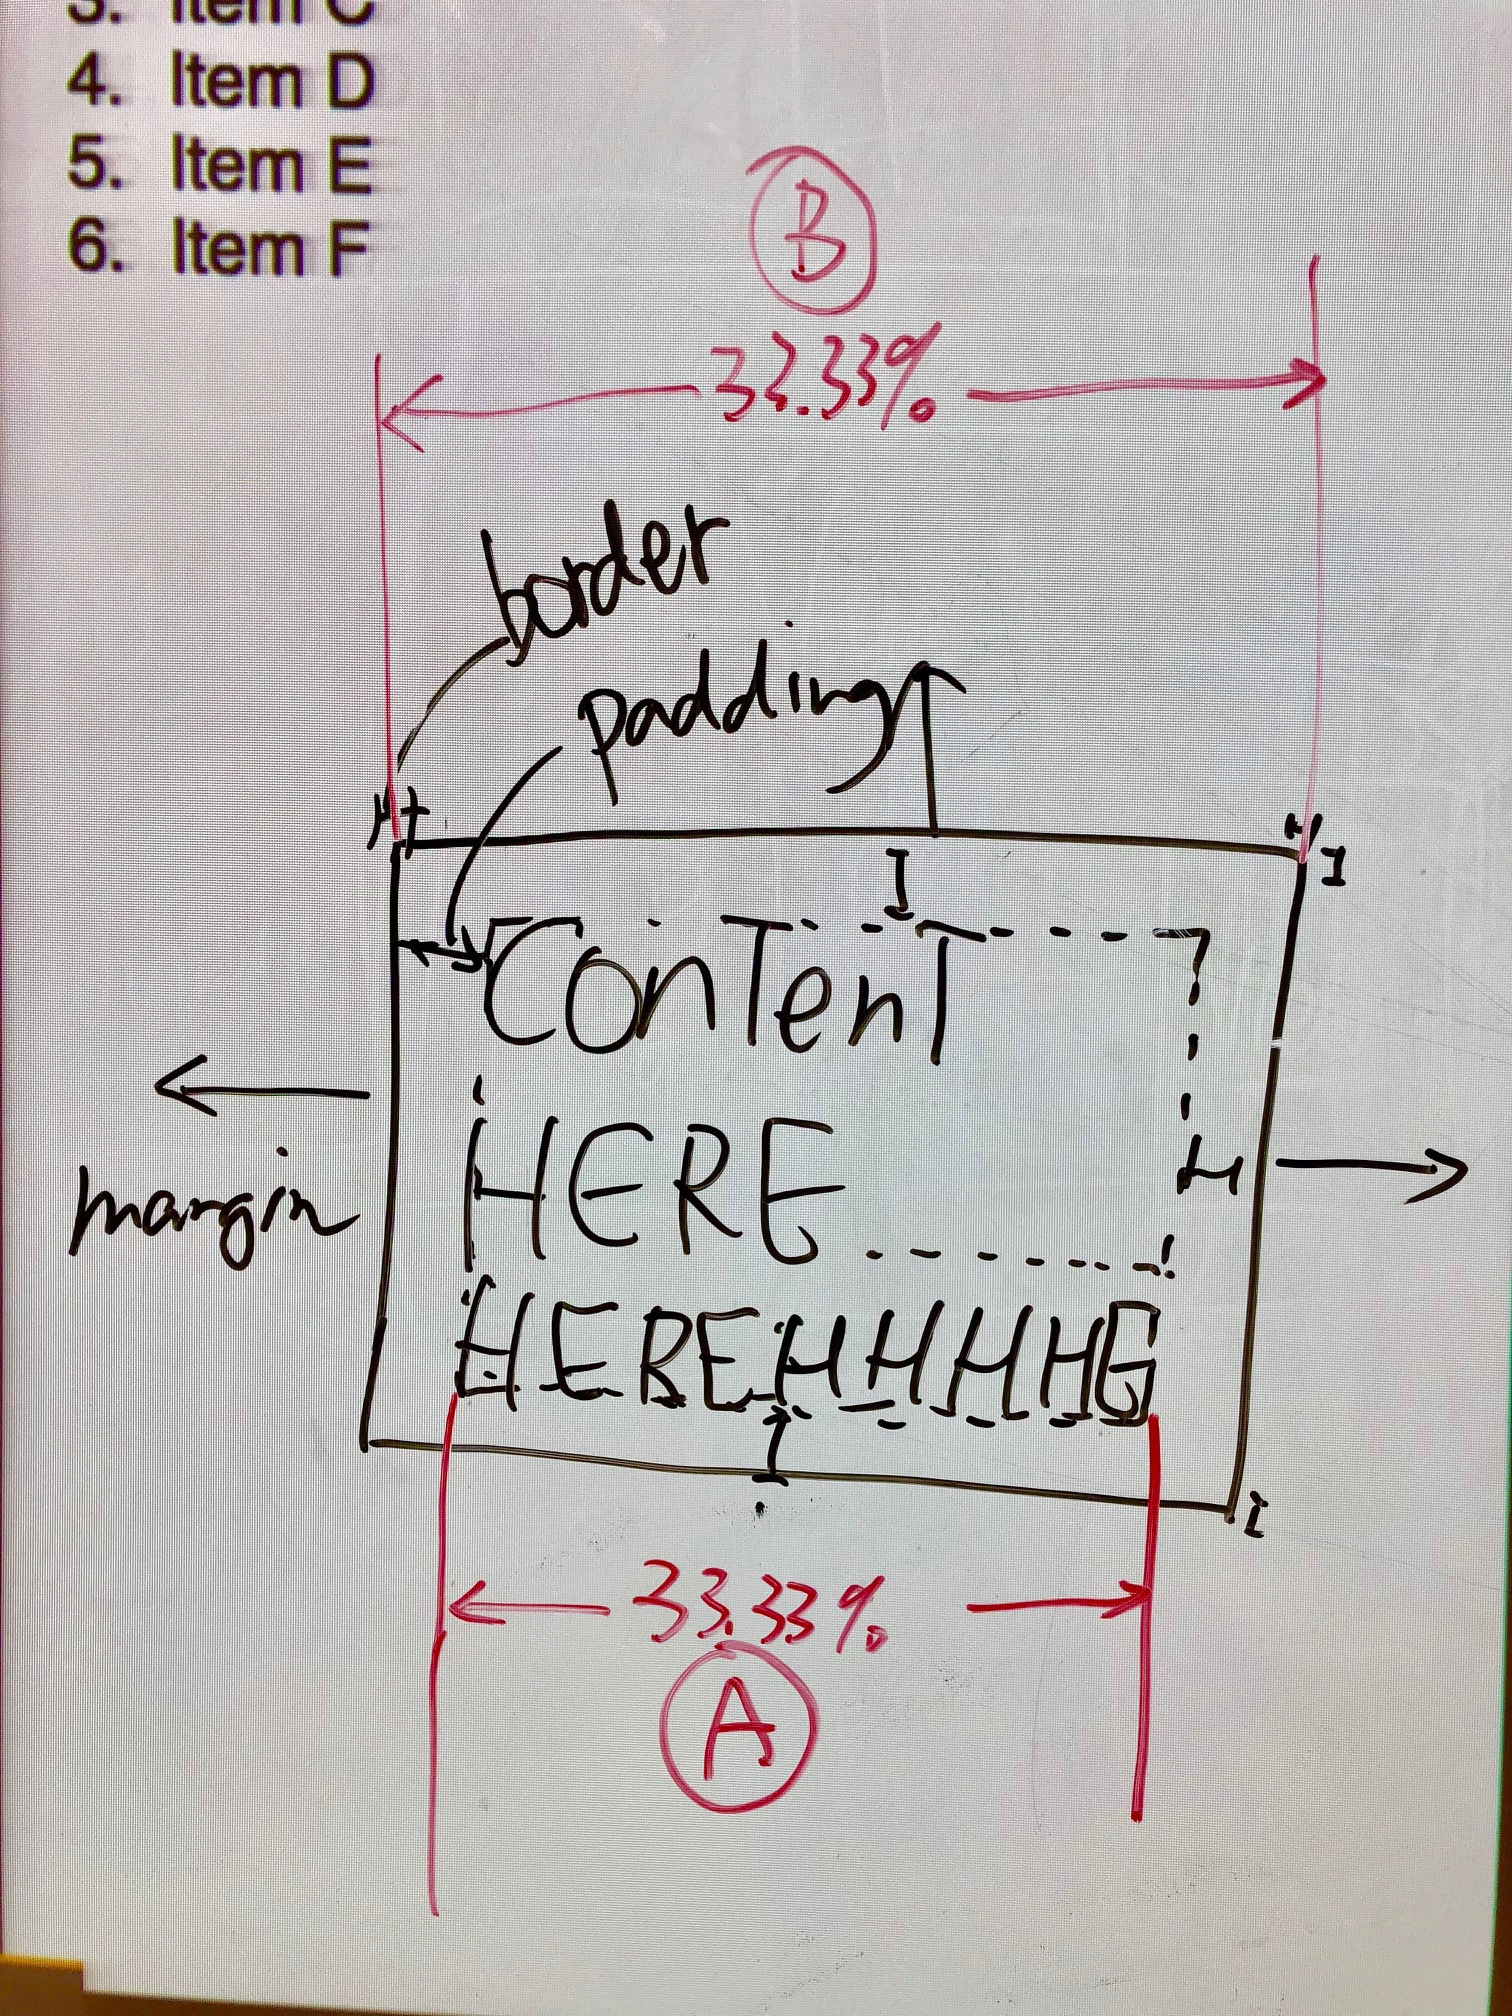 3. Item C
4. Item D
5. Item E
6. Item F
B
33.33%
border
padding
ConTenT
HERE
margin
HEREHHHHG
33.33%
A